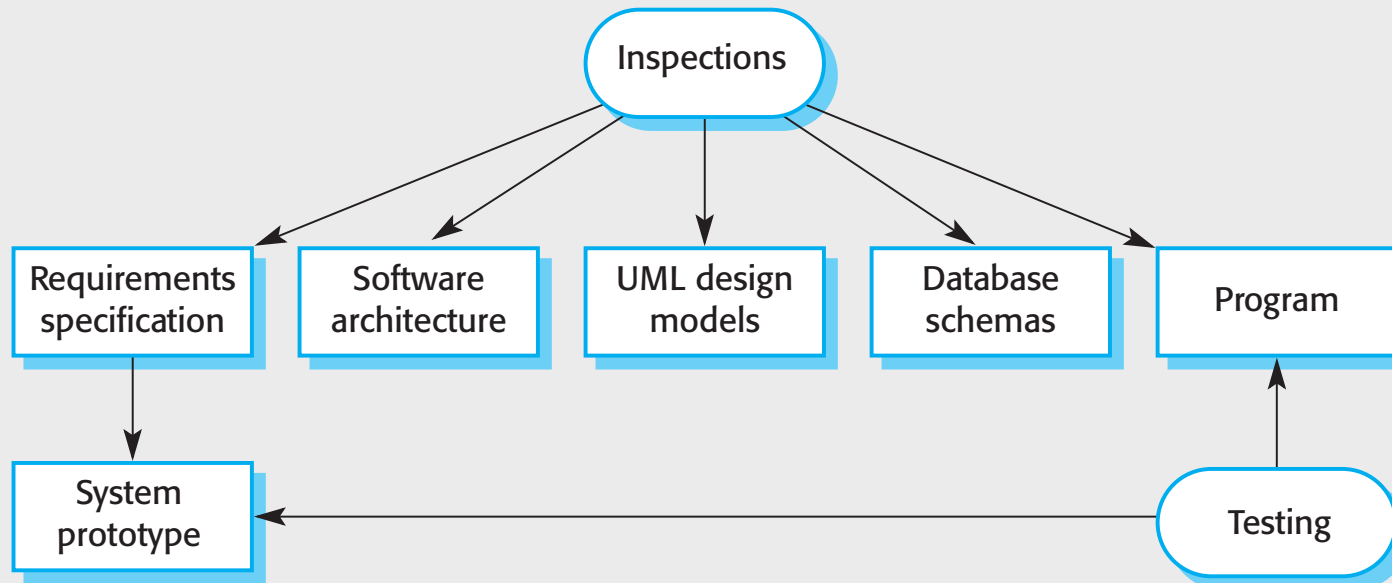 Inspections
Requirements
specification
Software
architecture
UML design
models
Database
schemas
Program
System
prototype
Testing